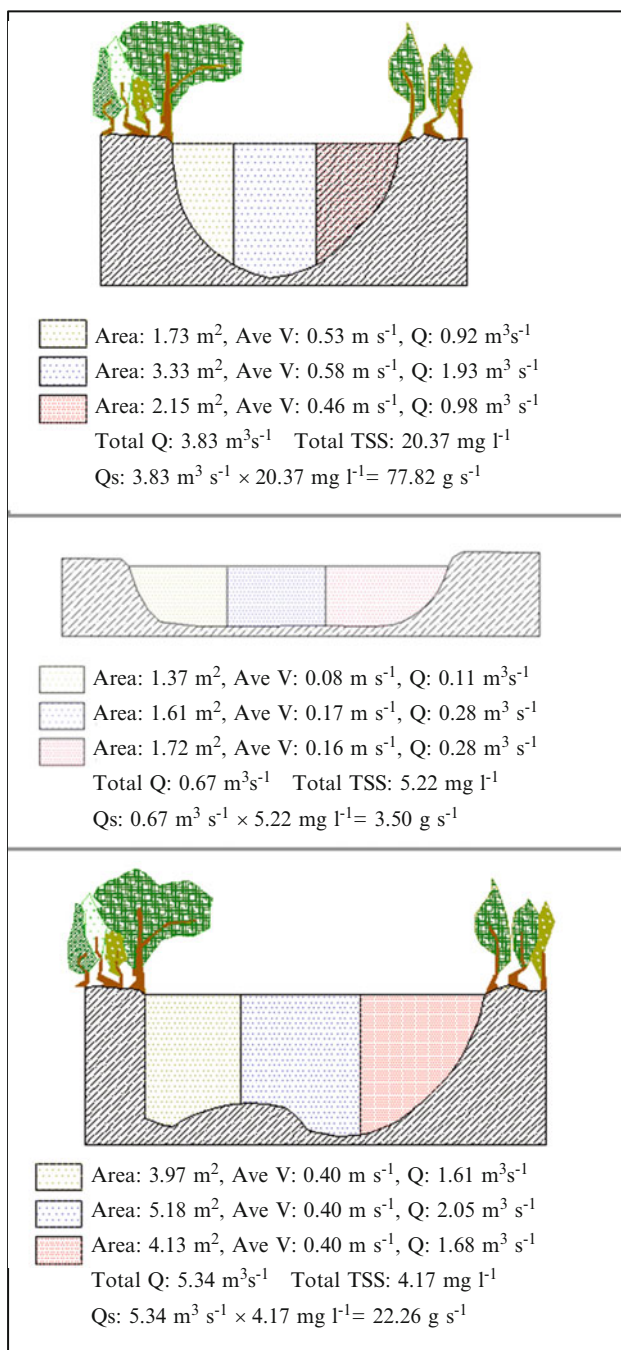 Area: 1.73 m², Ave V: 0.53 m s⁻¹, Q: 0.92 m³s⁻¹
Area: 3.33 m², Ave V: 0.58 m s⁻¹, Q: 1.93 m³ s⁻¹
Area: 2.15 m², Ave V: 0.46 m s⁻¹, Q: 0.98 m³ s⁻¹
Total Q: 3.83 m³s⁻¹ Total TSS: 20.37 mg l⁻¹
Qs: 3.83 m³ s⁻¹ × 20.37 mg l⁻¹= 77.82 g s⁻¹
Area: 1.37 m², Ave V: 0.08 m s⁻¹, Q: 0.11 m³s⁻¹
Area: 1.61 m², Ave V: 0.17 m s⁻¹, Q: 0.28 m³ s⁻¹
Area: 1.72 m², Ave V: 0.16 m s⁻¹, Q: 0.28 m³ s⁻¹
Total Q: 0.67 m³s⁻¹ Total TSS: 5.22 mg l⁻¹
Qs: 0.67 m³ s⁻¹ × 5.22 mg l⁻¹= 3.50 g s⁻¹
Area: 3.97 m², Ave V: 0.40 m s⁻¹, Q: 1.61 m³s⁻¹
Area: 5.18 m², Ave V: 0.40 m s⁻¹, Q: 2.05 m³ s⁻¹
Area: 4.13 m², Ave V: 0.40 m s⁻¹, Q: 1.68 m³ s⁻¹
Total Q: 5.34 m³s⁻¹ Total TSS: 4.17 mg l⁻¹
Qs: 5.34 m³ s⁻¹ × 4.17 mg l⁻¹= 22.26 g s⁻¹